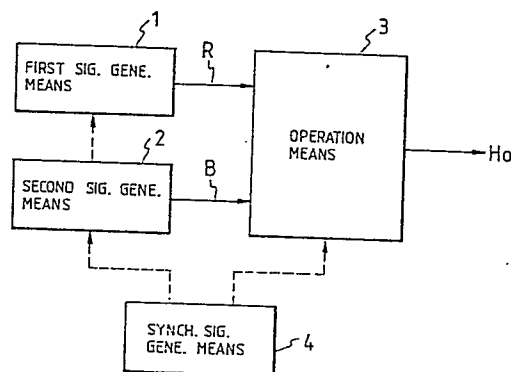 1
FIRST SIG. GENE.
MEANS
R
3
OPERATION
MEANS
Ho
2
SECOND SIG. GENE.
MEANS
B
SYNCH. SIG.
GENE. MEANS
4